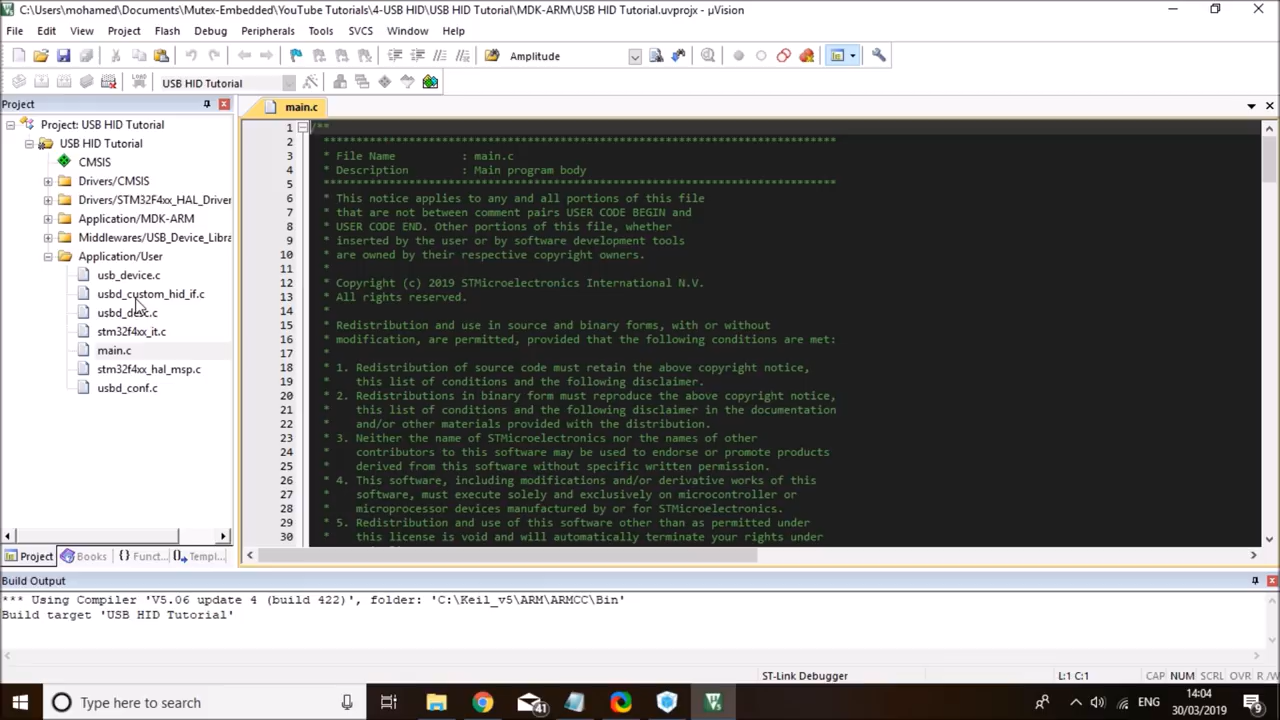 C:\Users\mohamed\Documents\Mutex-Embedded\YouTube Tutorials\4-USB HID\USB HID Tutorial\MDK-ARM\USB HID Tutorial.uvprojx - µVision
File Edit View Project Flash Debug Peripherals Tools SVCS Window Help
Amplitude
LOAD USB HID Tutorial
Project
main.c
Project: USB HID Tutorial
USB HID Tutorial
CMSIS
Drivers/CMSIS
Drivers/STM32F4xx_HAL_Driver
Application/MDK-ARM
Middlewares/USB_Device_Libra
Application/User
usb_device.c
usbd_custom_hid_if.c
usbd_desc.c
stm32f4xx_it.c
main.c
stm32f4xx_hal_msp.c
usbd_conf.c
1 /**
2 ******************************************************************************
3 * File Name : main.c
4 * Description : Main program body
5 ******************************************************************************
6 * This notice applies to any and all portions of this file
7 * that are not between comment pairs USER CODE BEGIN and
8 * USER CODE END. Other portions of this file, whether
9 * inserted by the user or by software development tools
10 * are owned by their respective copyright owners.
11 *
12 * Copyright (c) 2019 STMicroelectronics International N.V.
13 * All rights reserved.
14 *
15 * Redistribution and use in source and binary forms, with or without
16 * modification, are permitted, provided that the following conditions are met:
17 *
18 * 1. Redistribution of source code must retain the above copyright notice,
19 * this list of conditions and the following disclaimer.
20 * 2. Redistributions in binary form must reproduce the above copyright notice,
21 * this list of conditions and the following disclaimer in the documentation
22 * and/or other materials provided with the distribution.
23 * 3. Neither the name of STMicroelectronics nor the names of other
24 * contributors to this software may be used to endorse or promote products
25 * derived from this software without specific written permission.
26 * 4. This software, including modifications and/or derivative works of this
27 * software, must execute solely and exclusively on microcontroller or
28 * microprocessor devices manufactured by or for STMicroelectronics.
29 * 5. Redistribution and use of this software other than as permitted under
30 * this license is void and will automatically terminate your rights under
Project Books {} Funct... Templ...
Build Output
*** Using Compiler 'V5.06 update 4 (build 422)', folder: 'C:\Keil_v5\ARM\ARMCC\Bin'
Build target 'USB HID Tutorial'
ST-Link Debugger L:1 C:1 CAP NUM SCRL OVR R /W
Type here to search
41
ENG
14:04
30/03/2019
9